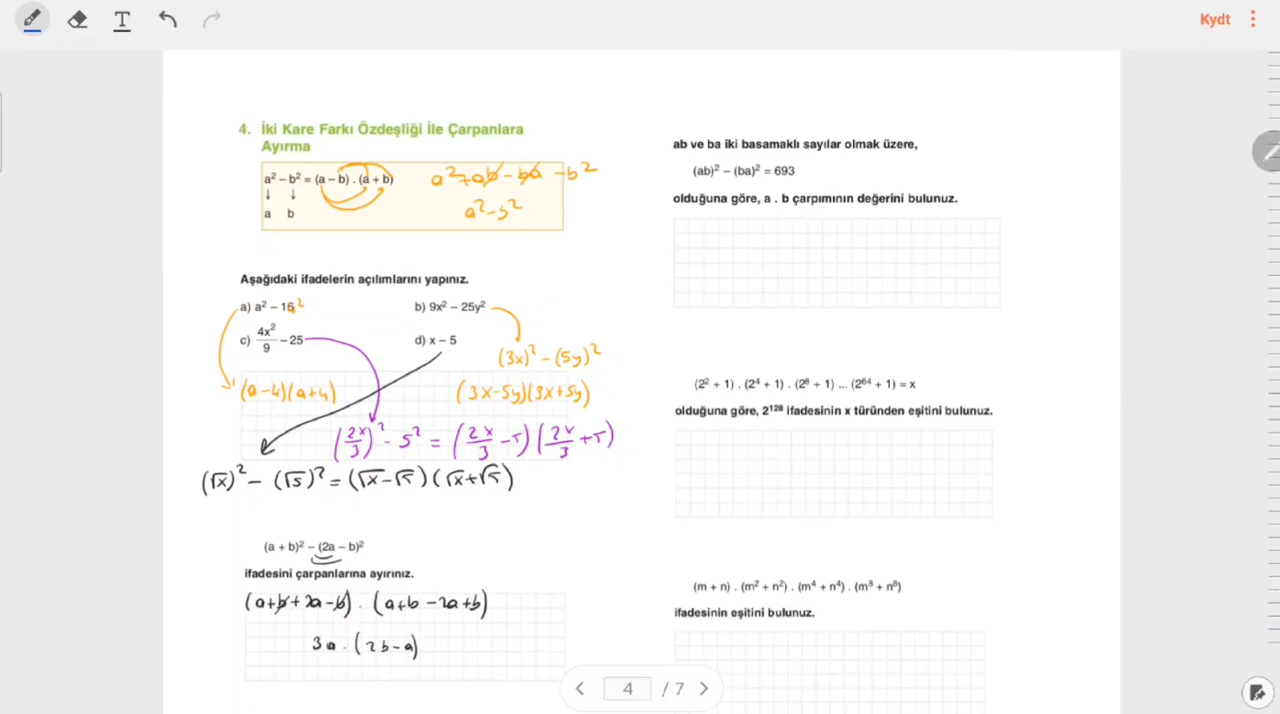 Kydt
4. İki Kare Farkı Özdeşliği İle Çarpanlara
Ayırma
a² – b² = (a – b) . (a + b)
↓ ↓
a b
a² + ab – ba – b²
a² – b²
Aşağıdaki ifadelerin açılımlarını yapınız.
a) a² – 16 ²
b) 9x² – 25y²
c) 4x²/9 – 25
d) x – 5
(3x)² – (5y)²
(a–4)(a+4)
(3x–5y)(3x+5y)
(2x/3)² – 5² = (2x/3 – 5)(2x/3 + 5)
(√x)² – (√5)² = (√x – √5)(√x + √5)
(a + b)² – (2a – b)²
ifadesini çarpanlarına ayırınız.
(a+b+2a–b) . (a+b –2a+b)
3a . (2b–a)
ab ve ba iki basamaklı sayılar olmak üzere,
(ab)² – (ba)² = 693
olduğuna göre, a . b çarpımının değerini bulunuz.
(2² + 1) . (2⁴ + 1) . (2⁸ + 1) ... (2⁶⁴ + 1) = x
olduğuna göre, 2¹²⁸ ifadesinin x türünden eşitini bulunuz.
(m + n) . (m² + n²) . (m⁴ + n⁴) . (m⁸ + n⁸)
ifadesinin eşitini bulunuz.
4 / 7